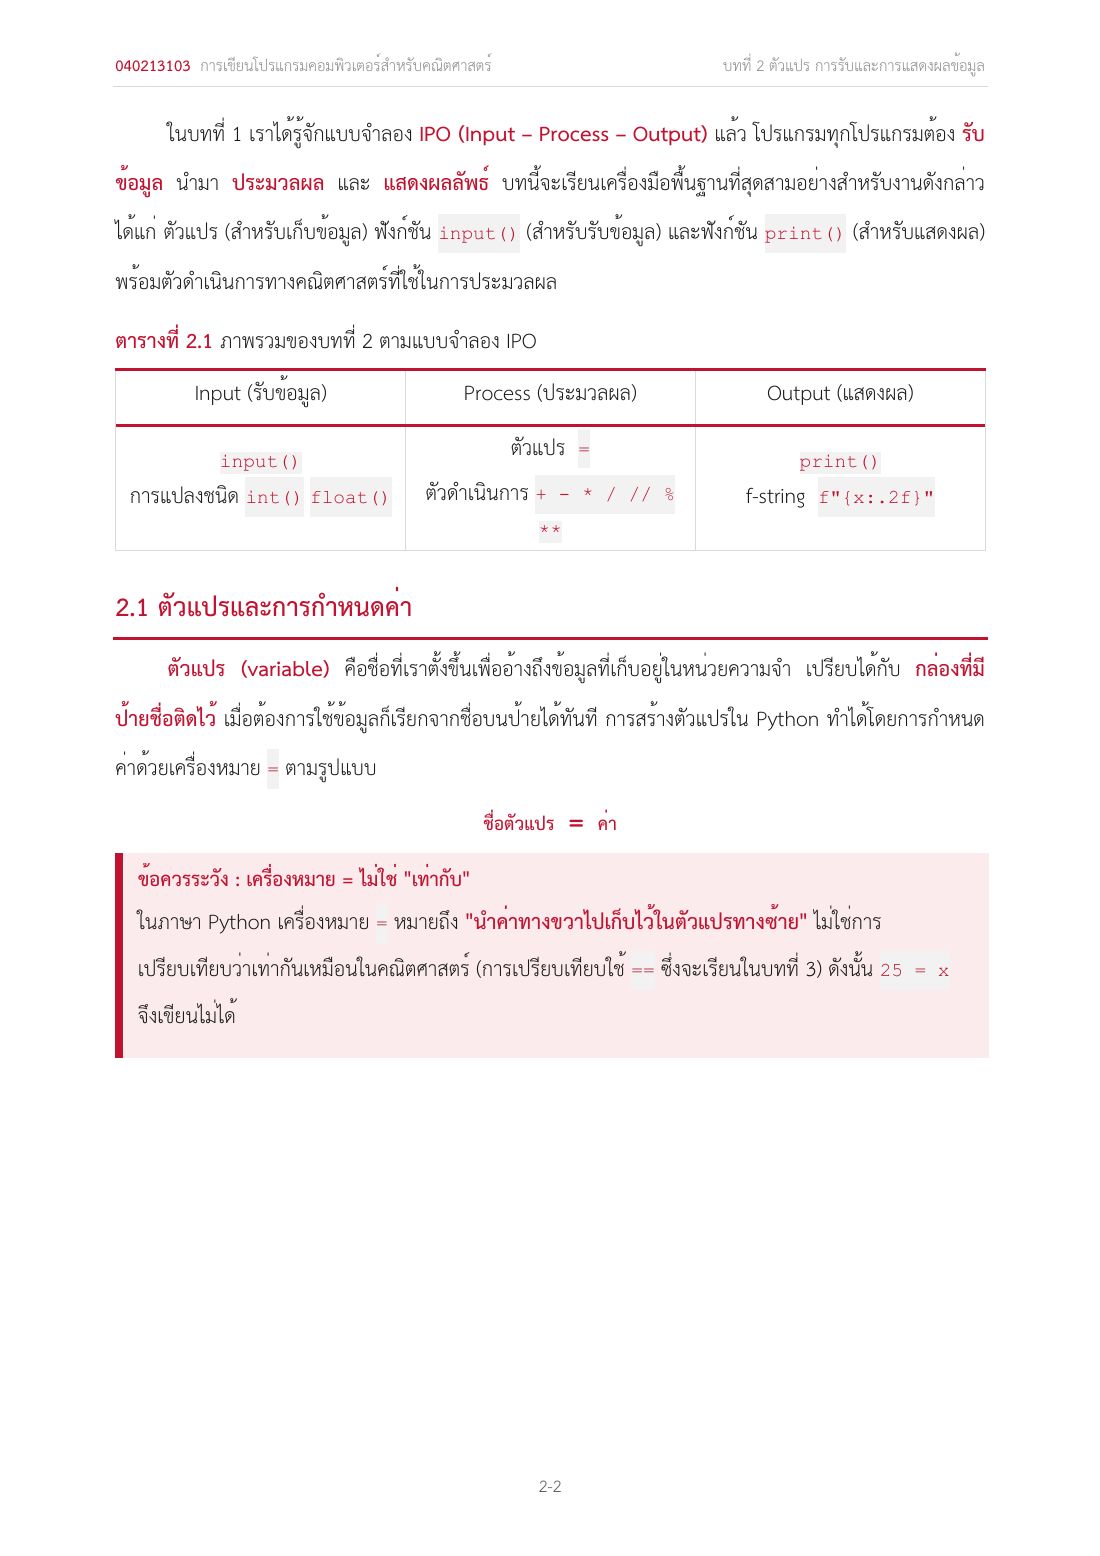 040213103 การเขียนโปรแกรมคอมพิวเตอร์สำหรับคณิตศาสตร์ บทที่ 2 ตัวแปร การรับและการแสดงผลข้อมูล
ในบทที่ 1 เราได้รู้จักแบบจำลอง IPO (Input – Process – Output) แล้ว โปรแกรมทุกโปรแกรมต้อง รับ
ข้อมูล นำมา ประมวลผล และ แสดงผลลัพธ์ บทนี้จะเรียนเครื่องมือพื้นฐานที่สุดสามอย่างสำหรับงานดังกล่าว
ได้แก่ ตัวแปร (สำหรับเก็บข้อมูล) ฟังก์ชัน input() (สำหรับรับข้อมูล) และฟังก์ชัน print() (สำหรับแสดงผล)
พร้อมตัวดำเนินการทางคณิตศาสตร์ที่ใช้ในการประมวลผล
ตารางที่ 2.1 ภาพรวมของบทที่ 2 ตามแบบจำลอง IPO
Input (รับข้อมูล) Process (ประมวลผล) Output (แสดงผล)
input()
การแปลงชนิด int() float()
ตัวแปร =
ตัวดำเนินการ + - * / // %
**
print()
f-string f"{x:.2f}"
2.1 ตัวแปรและการกำหนดค่า
ตัวแปร (variable) คือชื่อที่เราตั้งขึ้นเพื่ออ้างถึงข้อมูลที่เก็บอยู่ในหน่วยความจำ เปรียบได้กับ กล่องที่มี
ป้ายชื่อติดไว้ เมื่อต้องการใช้ข้อมูลก็เรียกจากชื่อบนป้ายได้ทันที การสร้างตัวแปรใน Python ทำได้โดยการกำหนด
ค่าด้วยเครื่องหมาย = ตามรูปแบบ
ชื่อตัวแปร = ค่า
ข้อควรระวัง : เครื่องหมาย = ไม่ใช่ "เท่ากับ"
ในภาษา Python เครื่องหมาย = หมายถึง "นำค่าทางขวาไปเก็บไว้ในตัวแปรทางซ้าย" ไม่ใช่การ
เปรียบเทียบว่าเท่ากันเหมือนในคณิตศาสตร์ (การเปรียบเทียบใช้ == ซึ่งจะเรียนในบทที่ 3) ดังนั้น 25 = x
จึงเขียนไม่ได้
2-2